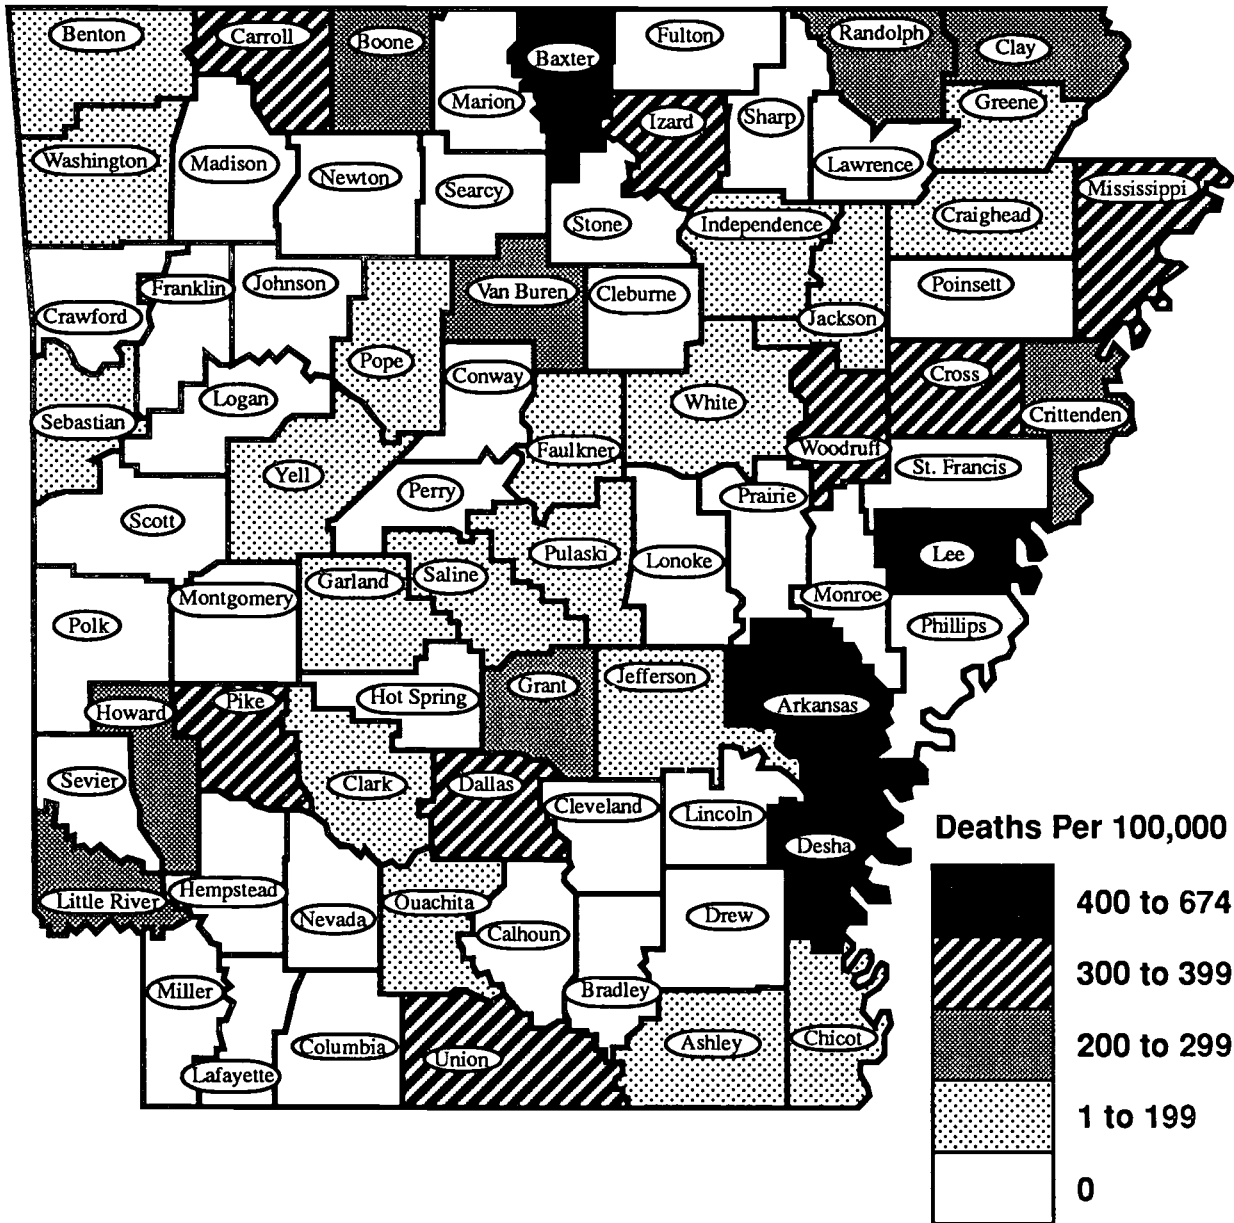 Benton
Carroll
Boone
Baxter
Fulton
Randolph
Clay
Marion
Izard
Sharp
Greene
Washington
Madison
Newton
Searcy
Lawrence
Mississippi
Stone
Independence
Craighead
Crawford
Franklin
Johnson
Van Buren
Cleburne
Jackson
Poinsett
Pope
Conway
Cross
Logan
White
Crittenden
Sebastian
Faulkner
Woodruff
Yell
Perry
Prairie
St. Francis
Scott
Pulaski
Lonoke
Lee
Garland
Saline
Montgomery
Monroe
Polk
Phillips
Howard
Pike
Hot Spring
Grant
Jefferson
Arkansas
Sevier
Clark
Dallas
Cleveland
Lincoln
Desha
Little River
Hempstead
Nevada
Ouachita
Calhoun
Drew
Miller
Bradley
Lafayette
Columbia
Union
Ashley
Chicot
Deaths Per 100,000
400 to 674
300 to 399
200 to 299
1 to 199
0